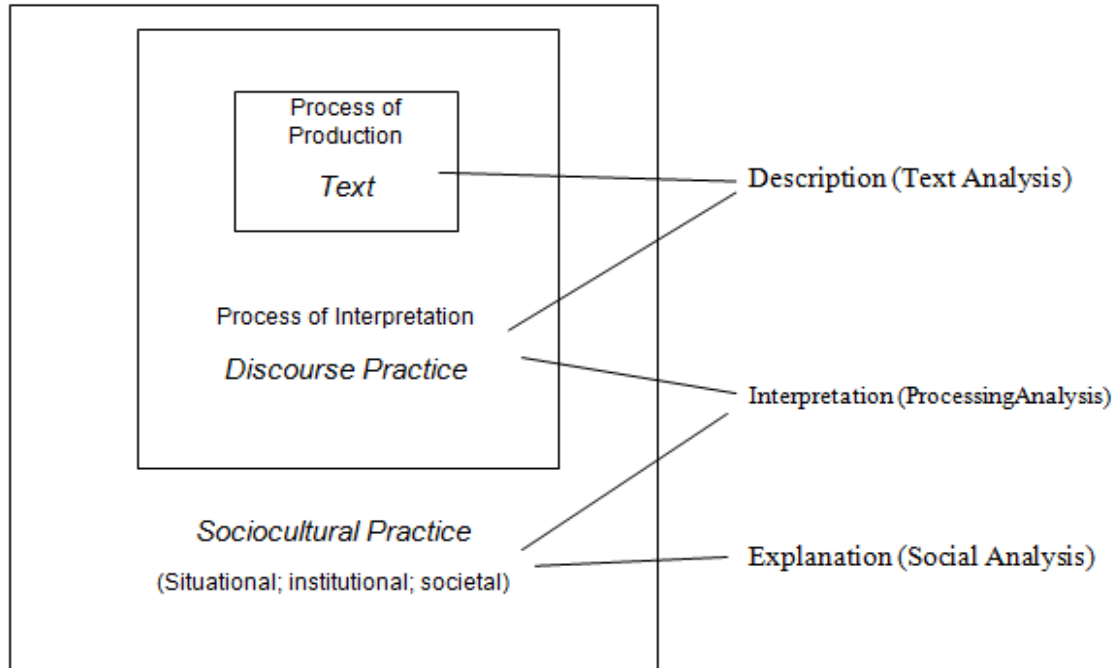 Process of
Production
Text
Description (Text Analysis)
Process of Interpretation
Discourse Practice
Interpretation (ProcessingAnalysis)
Sociocultural Practice
(Situational; institutional; societal)
Explanation (Social Analysis)